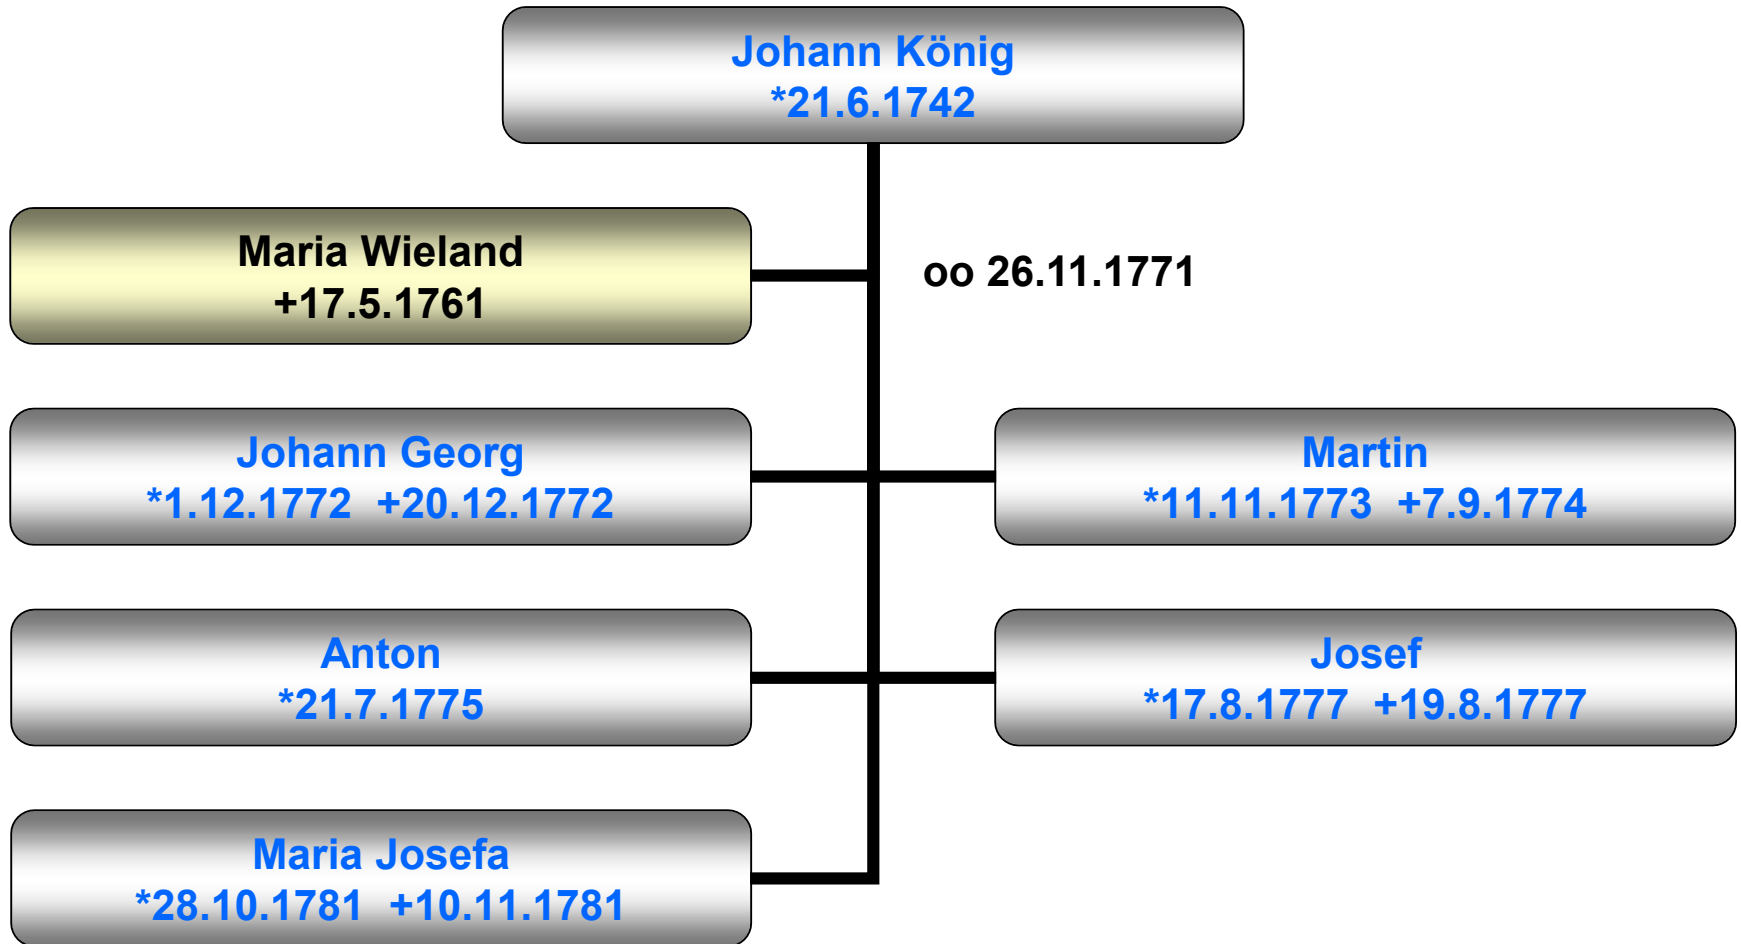 Johann König
*21.6.1742
Maria Wieland
+17.5.1761
oo 26.11.1771
Johann Georg
*1.12.1772 +20.12.1772
Martin
*11.11.1773 +7.9.1774
Anton
*21.7.1775
Josef
*17.8.1777 +19.8.1777
Maria Josefa
*28.10.1781 +10.11.1781